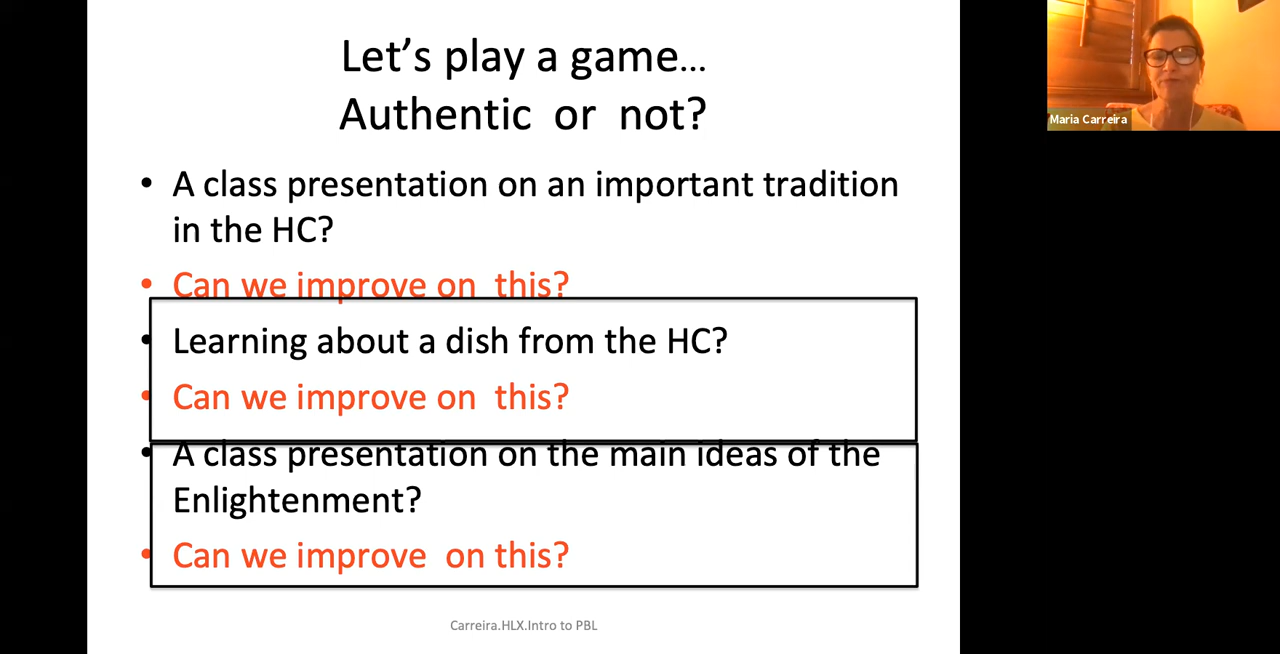 Let's play a game...
Authentic or not?
• A class presentation on an important tradition
in the HC?
• Can we improve on this?
• Learning about a dish from the HC?
• Can we improve on this?
• A class presentation on the main ideas of the
Enlightenment?
• Can we improve on this?
Carreira.HLX.Intro to PBL
Maria Carreira